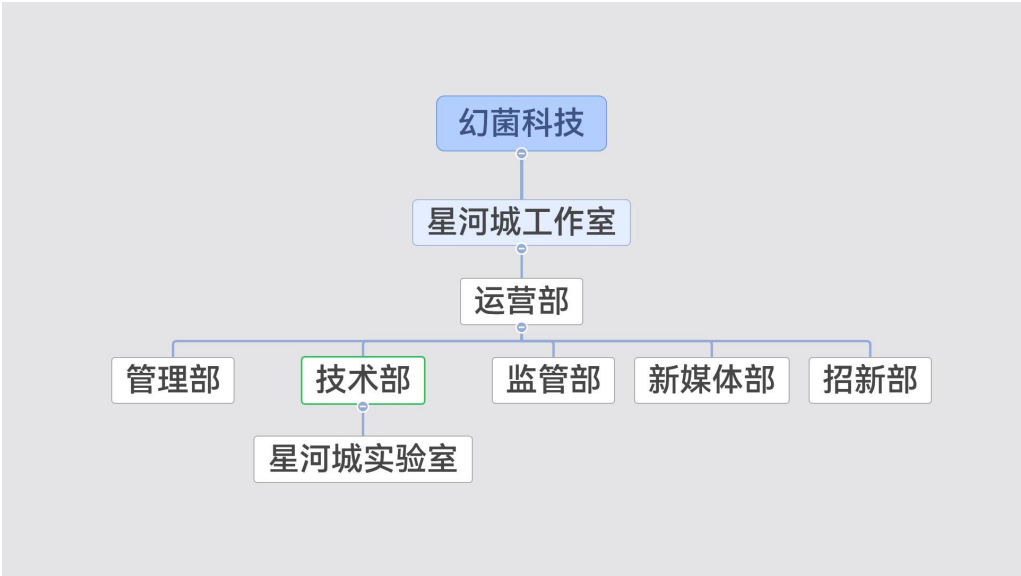 幻菌科技
星河城工作室
运营部
管理部
技术部
监管部
新媒体部
招新部
星河城实验室